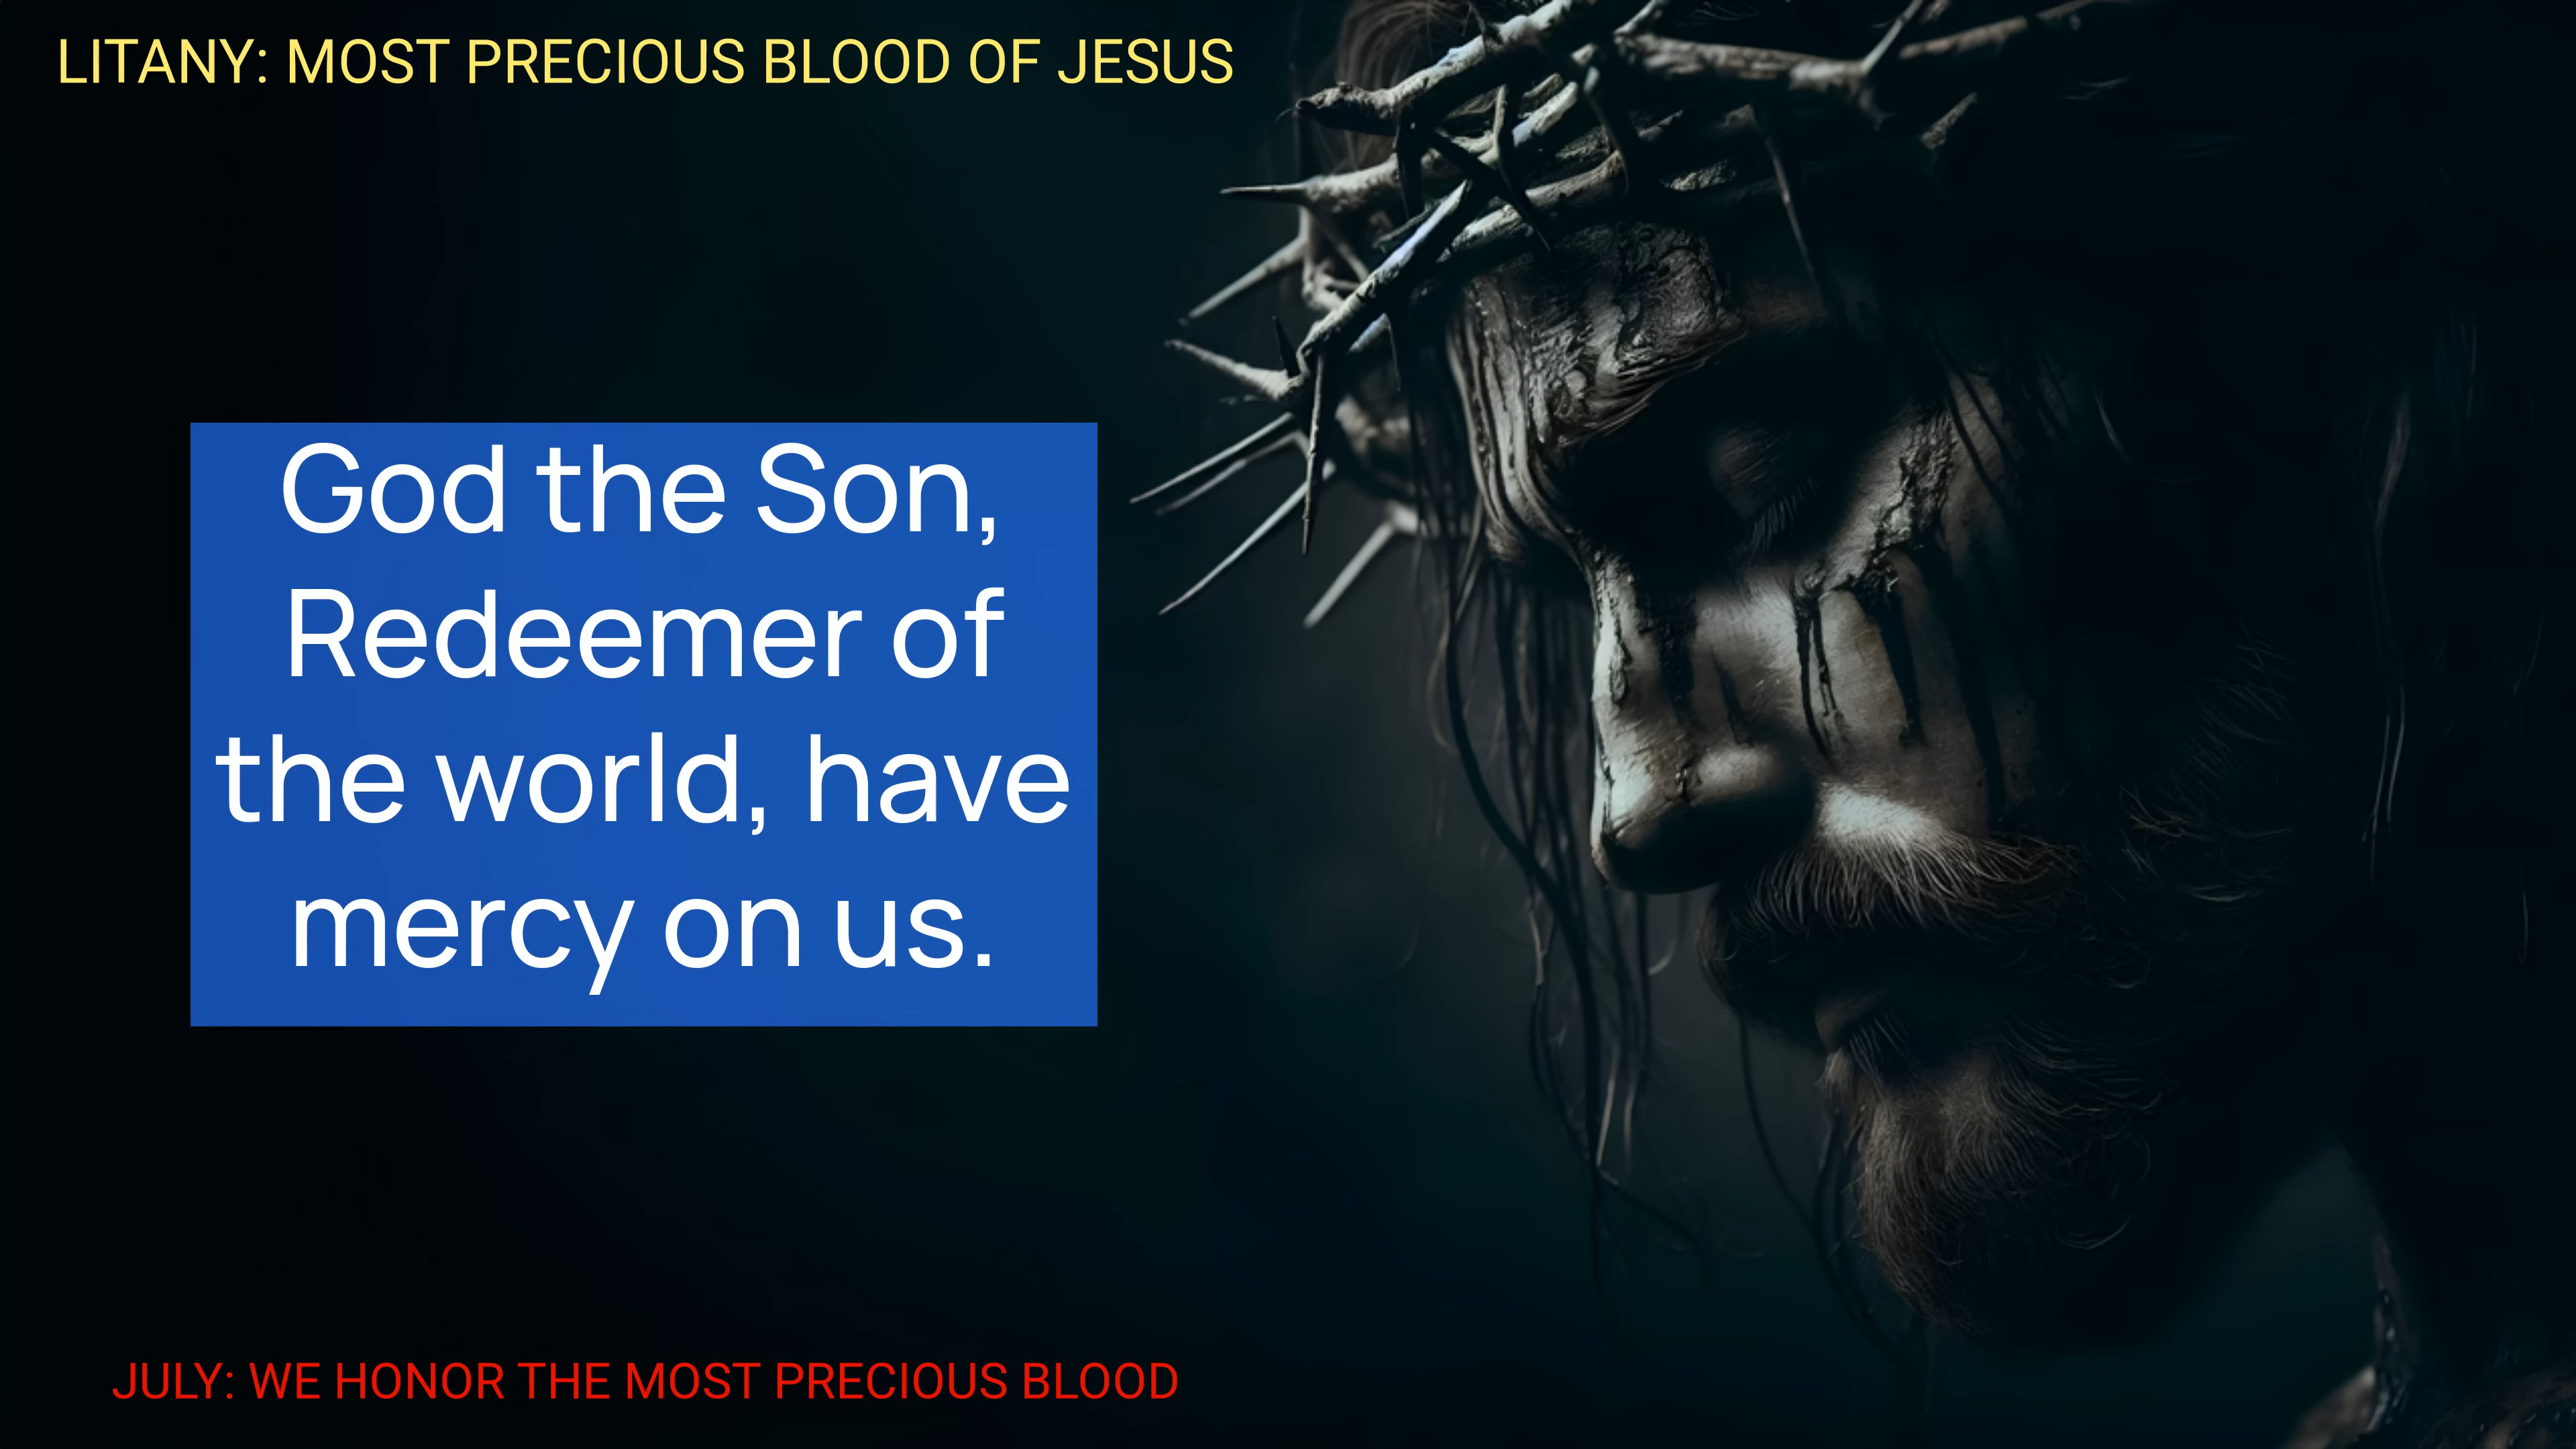 LITANY: MOST PRECIOUS BLOOD OF JESUS
God the Son,
Redeemer of
the world, have
mercy on us.
JULY: WE HONOR THE MOST PRECIOUS BLOOD